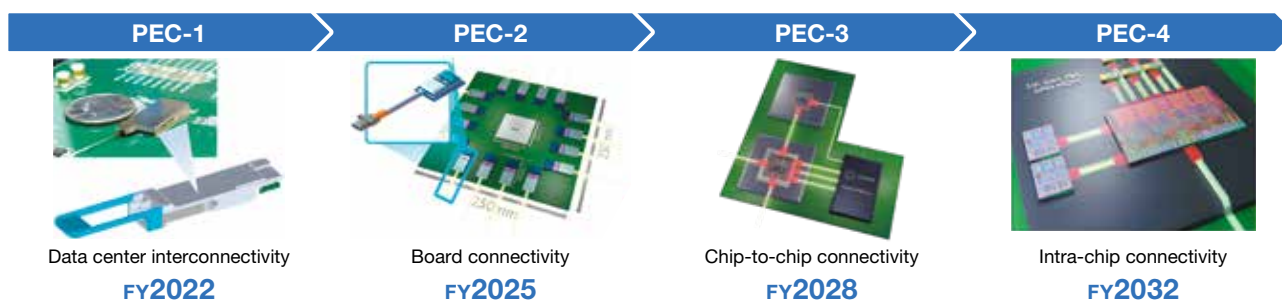 PEC-1 PEC-2 PEC-3 PEC-4
250 nm
Data center interconnectivity Board connectivity Chip-to-chip connectivity Intra-chip connectivity
FY2022 FY2025 FY2028 FY2032